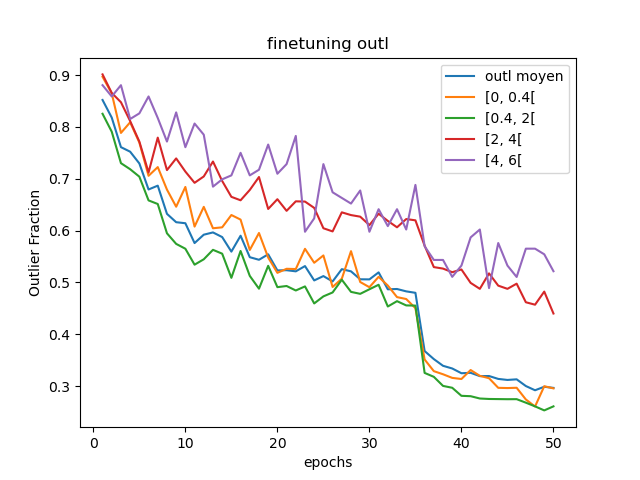 finetuning outl
outl moyen
[0, 0.4[
[0.4, 2[
[2, 4[
[4, 6[
Outlier Fraction
0.9
0.8
0.7
0.6
0.5
0.4
0.3
0 10 20 30 40 50
epochs